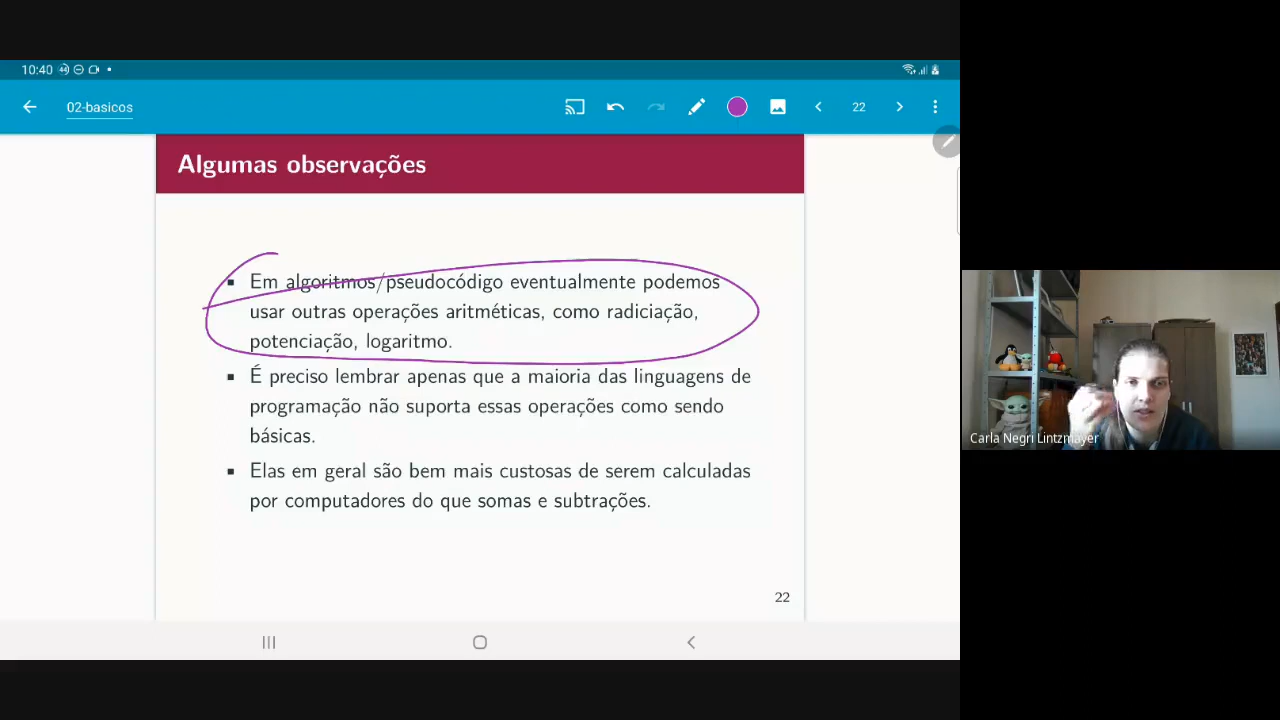 10:40 44
02-basicos
22
Algumas observações
Em algoritmos/pseudocódigo eventualmente podemos
usar outras operações aritméticas, como radiciação,
potenciação, logaritmo.
É preciso lembrar apenas que a maioria das linguagens de
programação não suporta essas operações como sendo
básicas.
Elas em geral são bem mais custosas de serem calculadas
por computadores do que somas e subtrações.
22
Carla Negri Lintzmayer